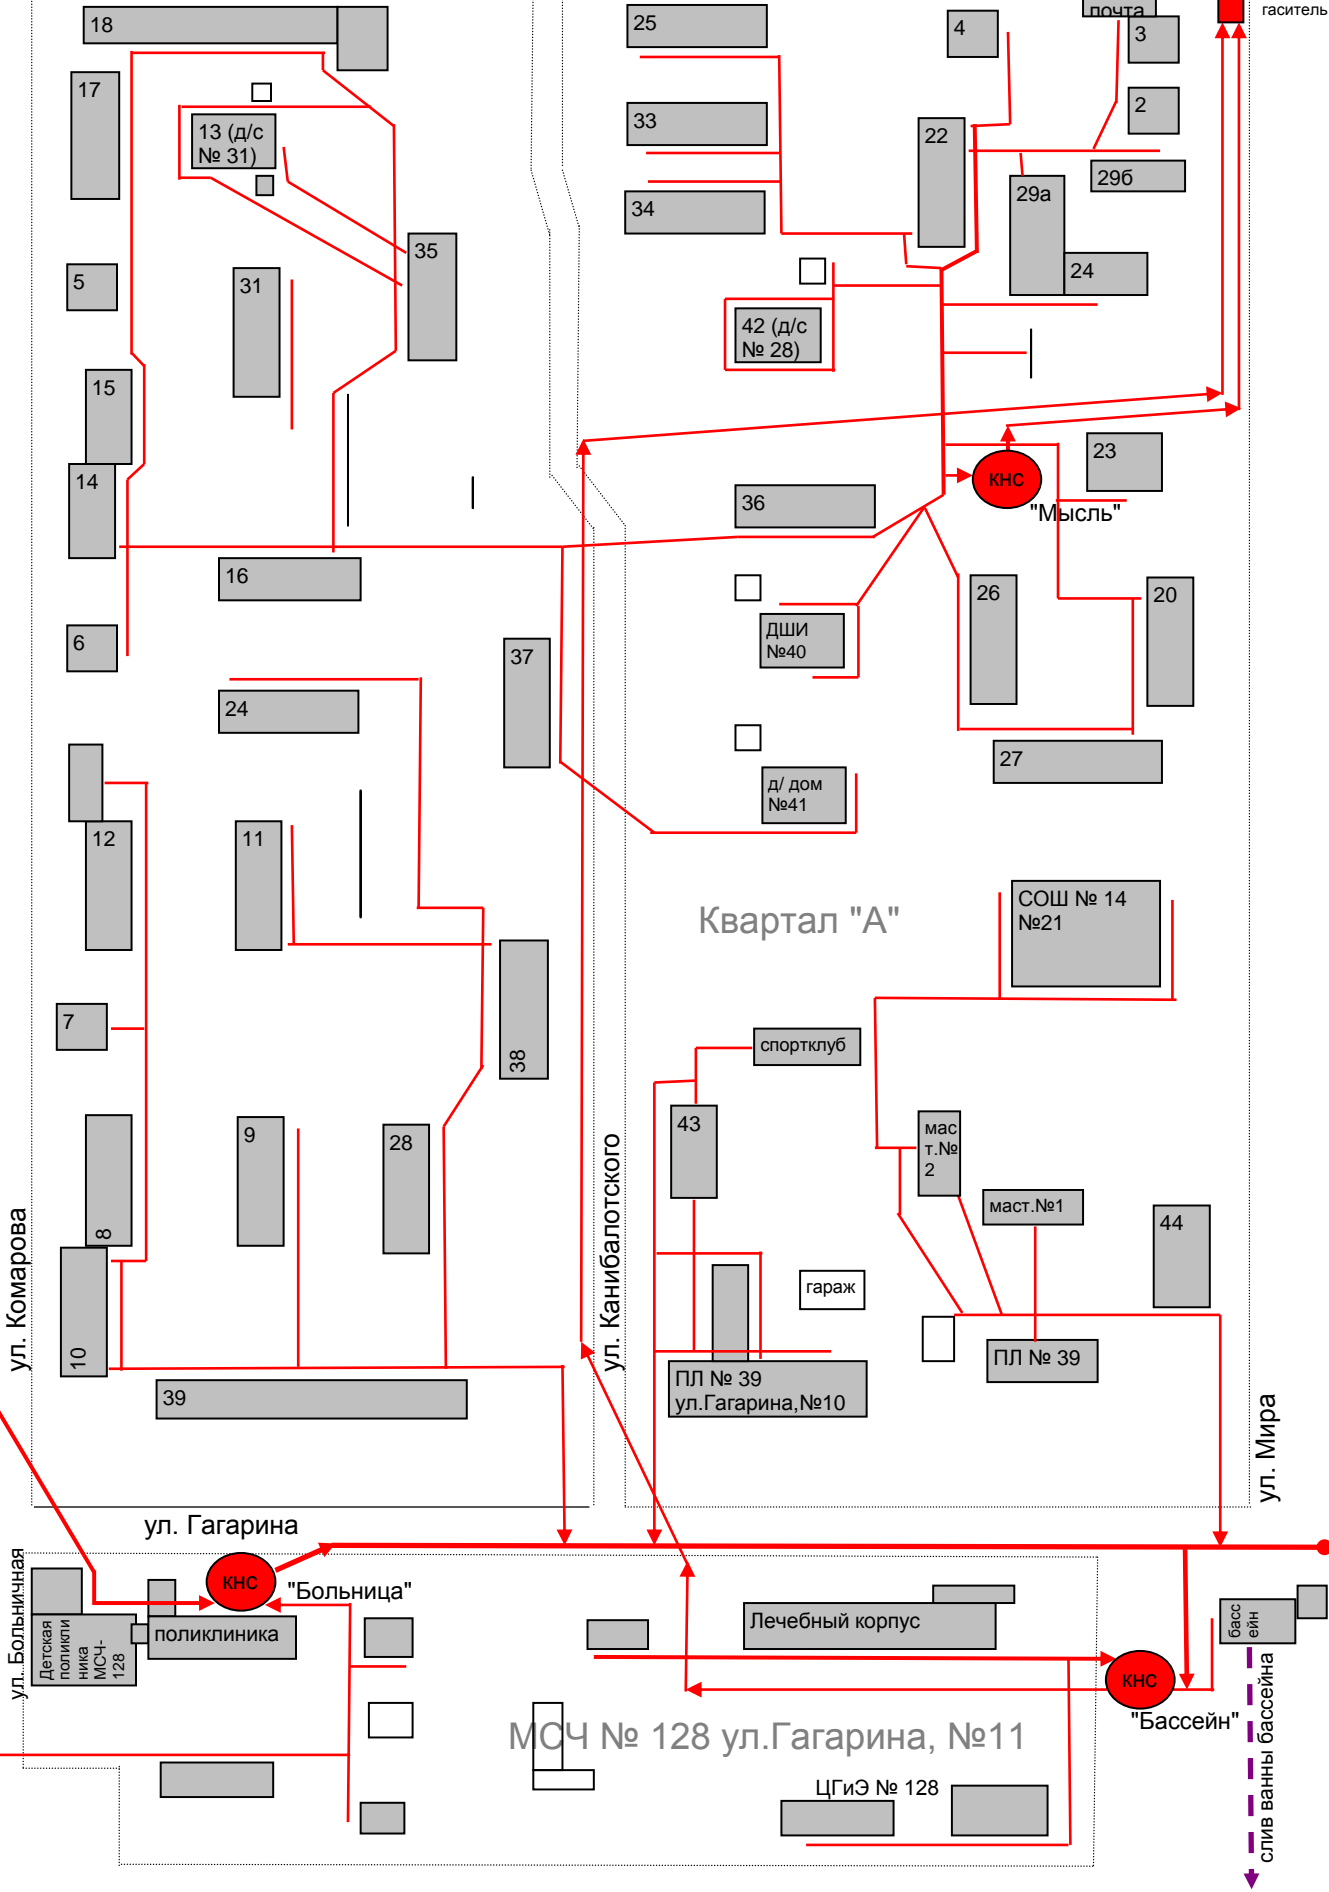 18
25
4
почта
гаситель
3
17
33
2
13 (д/с
№ 31)
22
29б
34
29а
35
5
31
24
42 (д/с
№ 28)
15
23
14
кнс
"Мысль"
36
16
26
20
6
ДШИ
№40
37
24
27
д/ дом
№41
12
11
Квартал "А"
СОШ № 14
№21
7
спортклуб
38
43
мас
т.№
2
9
28
маст.№1
44
8
ул. Комарова
ул. Канибалотского
гараж
10
ПЛ № 39
ПЛ № 39
ул.Гагарина,№10
39
ул. Мира
ул. Гагарина
ул. Больничная
кнс
"Больница"
Детская
поликли
ника
МСЧ-
128
поликлиника
Лечебный корпус
басс
ейн
кнс
"Бассейн"
МСЧ № 128 ул.Гагарина, №11
слив ванны бассейна
ЦГиЭ № 128